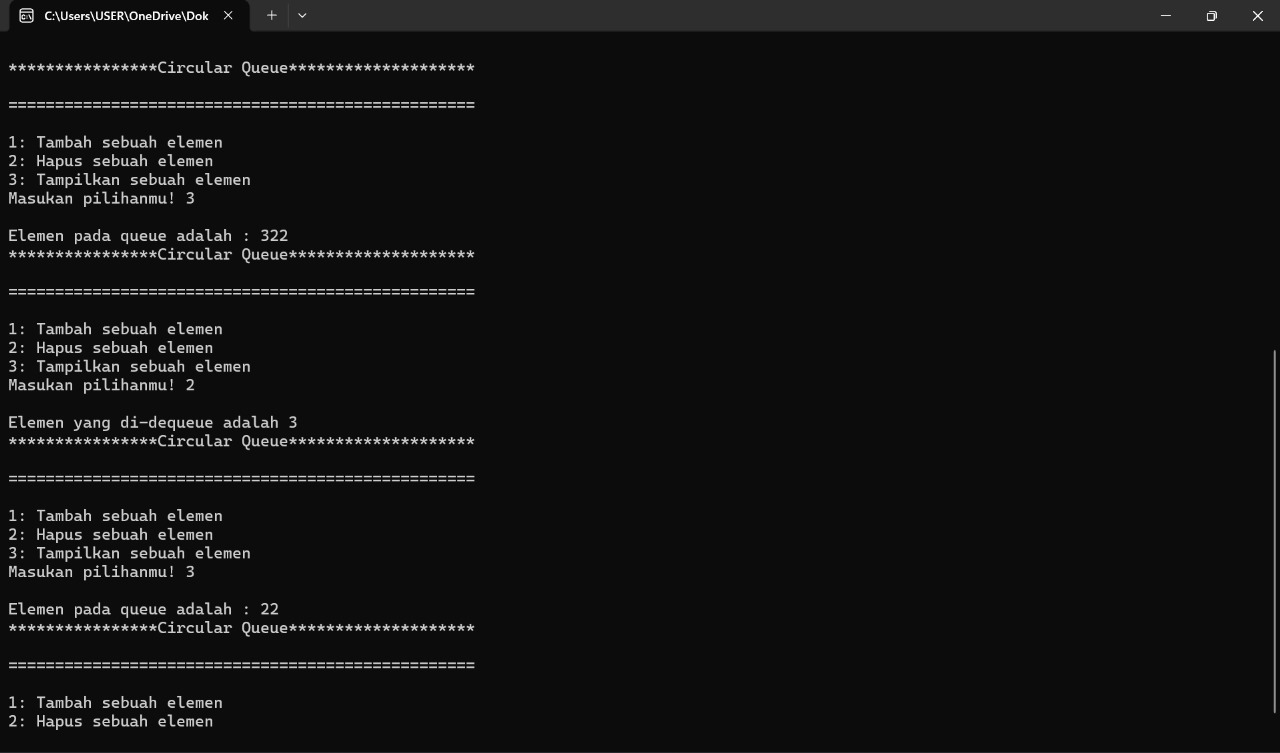 C:\Users\USER\OneDrive\Dok
****************Circular Queue********************
==================================================
1: Tambah sebuah elemen
2: Hapus sebuah elemen
3: Tampilkan sebuah elemen
Masukan pilihanmu! 3
Elemen pada queue adalah : 322
****************Circular Queue********************
==================================================
1: Tambah sebuah elemen
2: Hapus sebuah elemen
3: Tampilkan sebuah elemen
Masukan pilihanmu! 2
Elemen yang di-dequeue adalah 3
****************Circular Queue********************
==================================================
1: Tambah sebuah elemen
2: Hapus sebuah elemen
3: Tampilkan sebuah elemen
Masukan pilihanmu! 3
Elemen pada queue adalah : 22
****************Circular Queue********************
==================================================
1: Tambah sebuah elemen
2: Hapus sebuah elemen